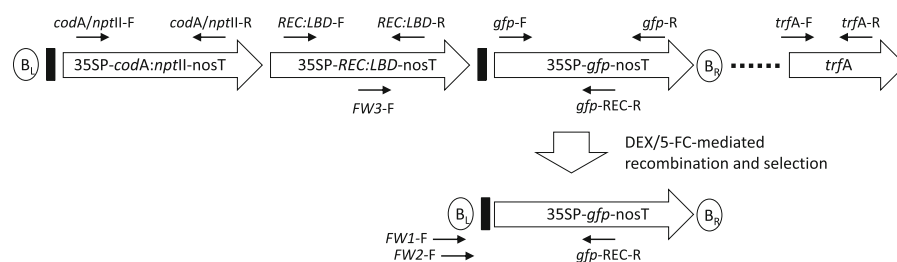 codA/nptII-F codA/nptII-R REC:LBD-F REC:LBD-R gfp-F gfp-R trfA-F trfA-R
BL 35SP-codA:nptII-nosT 35SP-REC:LBD-nosT 35SP-gfp-nosT BR trfA
FW3-F gfp-REC-R
DEX/5-FC-mediated
recombination and selection
BL 35SP-gfp-nosT BR
FW1-F gfp-REC-R
FW2-F